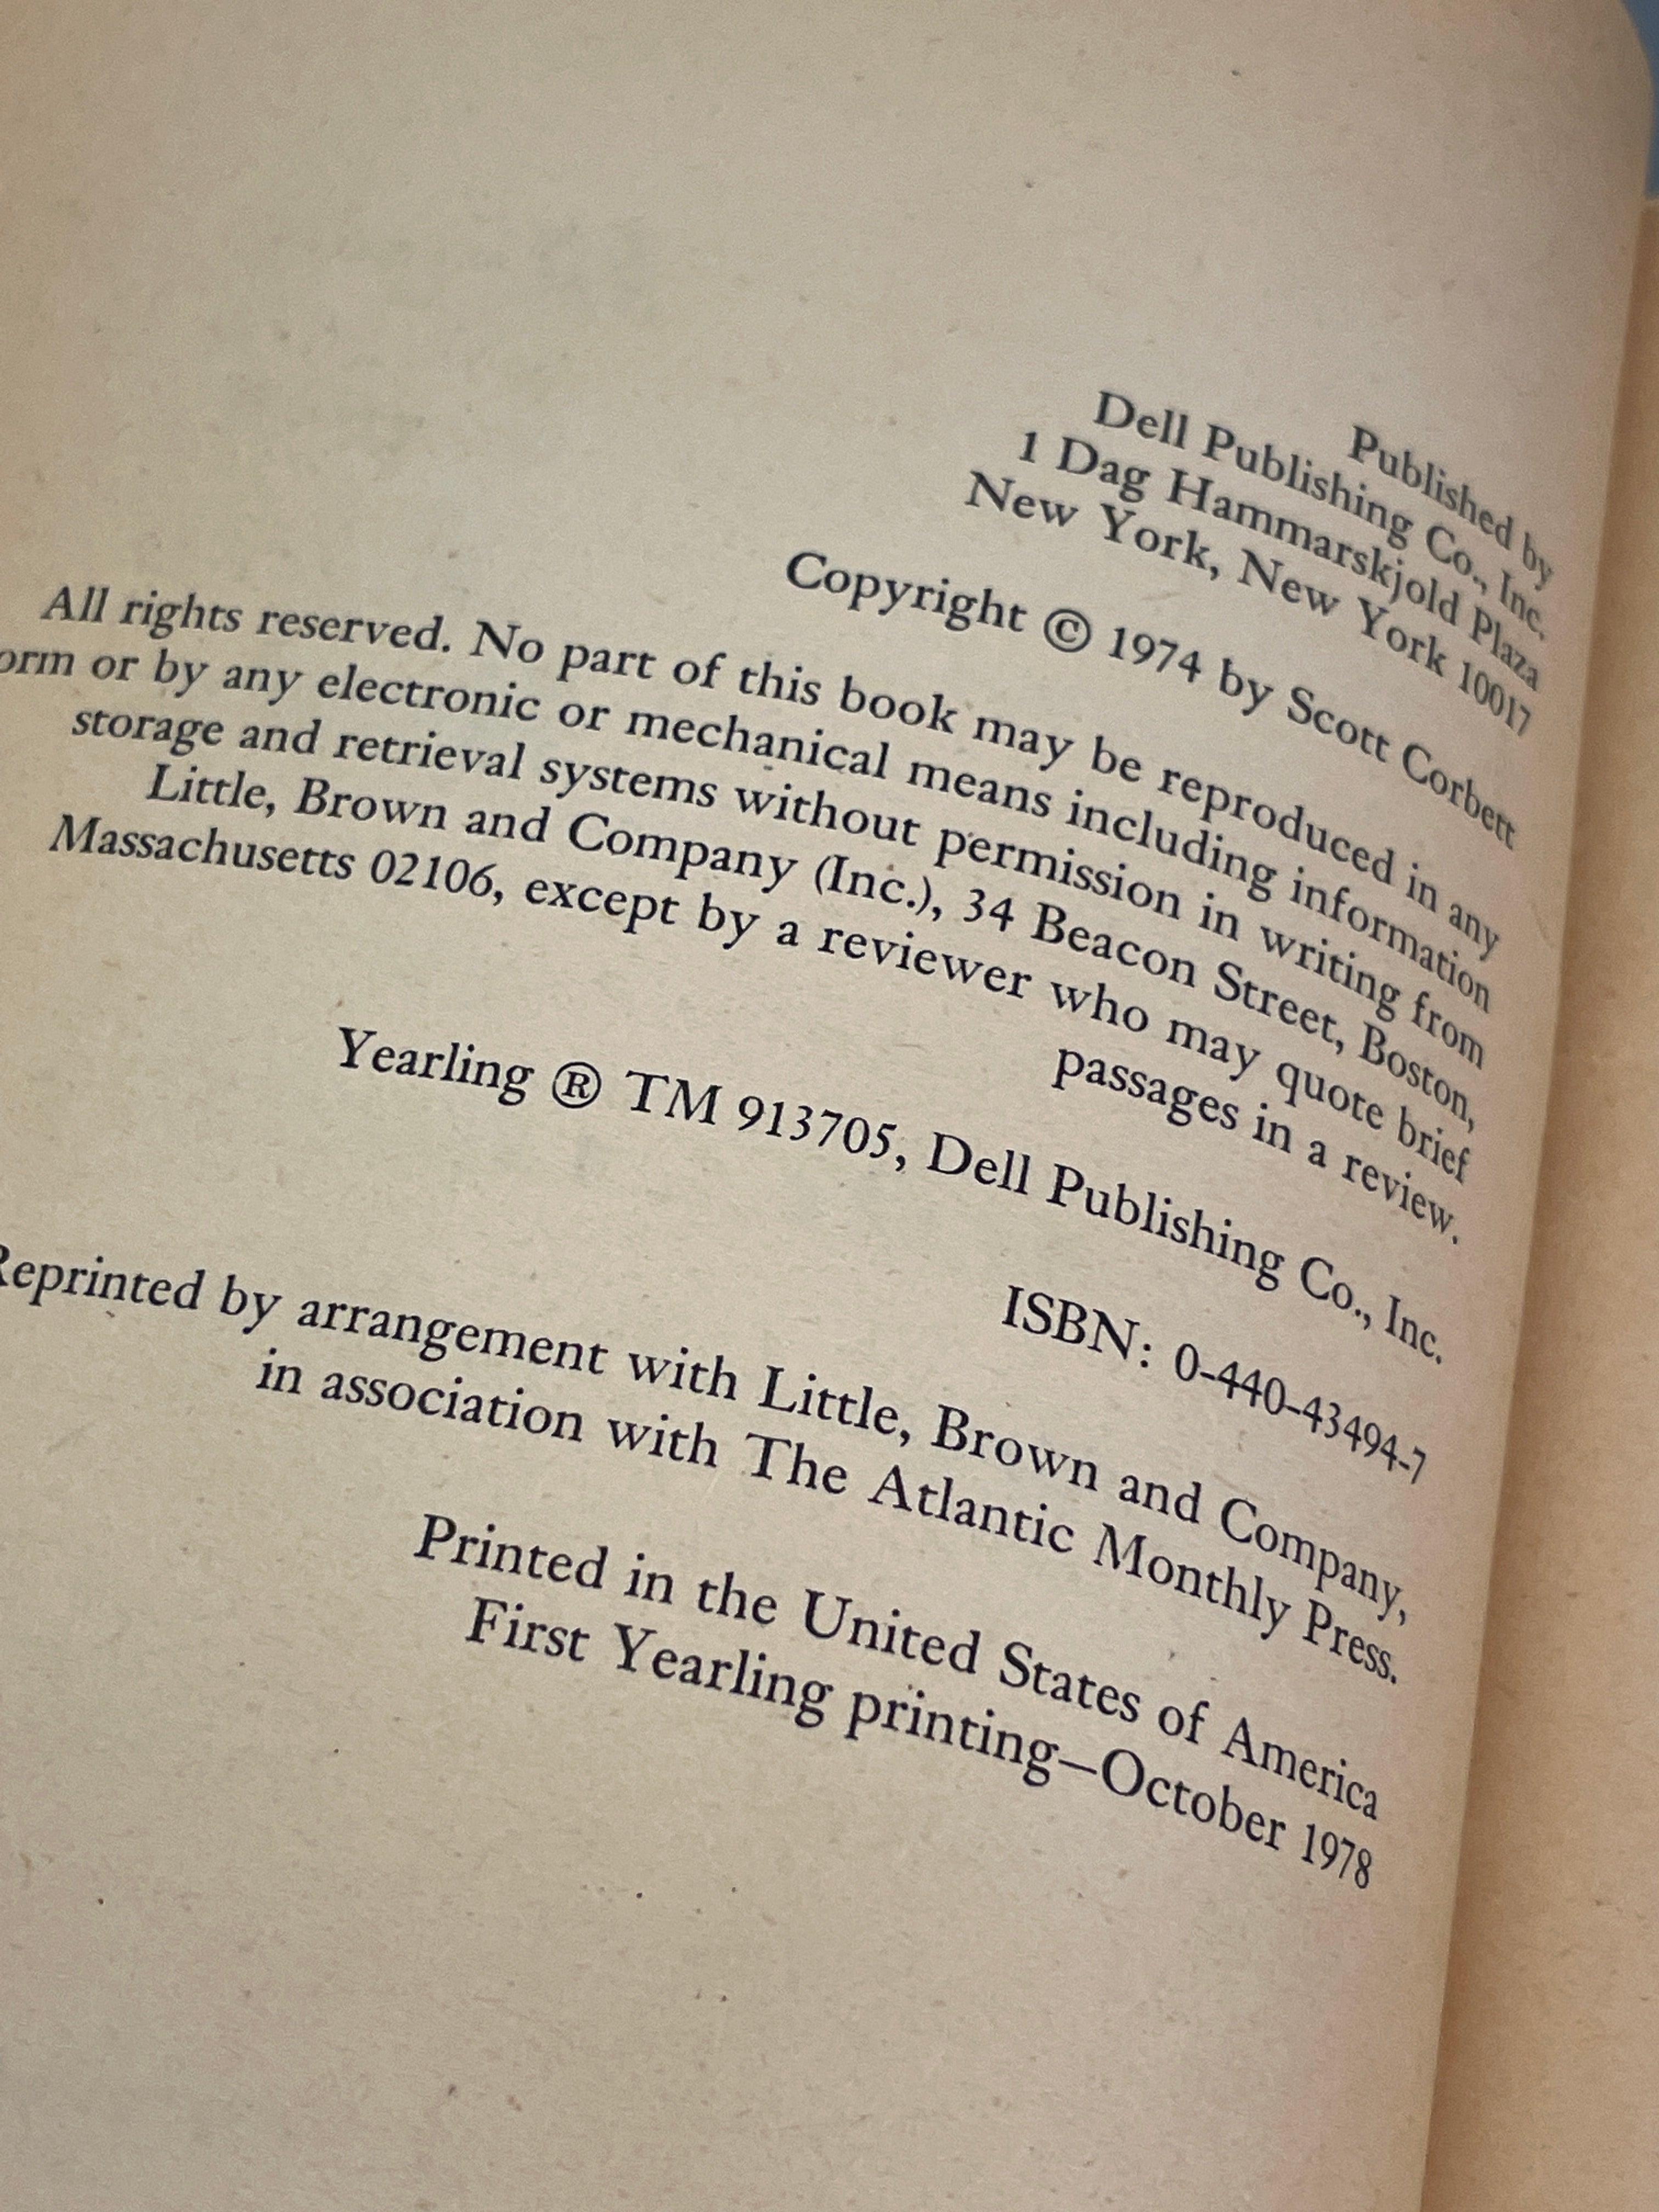 Published by
Dell Publishing Co., Inc.
1 Dag Hammarskjold Plaza
New York, New York 10017
Copyright © 1974 by Scott Corbett
All rights reserved. No part of this book may be reproduced in any
orm or by any electronic or mechanical means including information
storage and retrieval systems without permission in writing from
Little, Brown and Company (Inc.), 34 Beacon Street, Boston,
Massachusetts 02106, except by a reviewer who may quote brief
passages in a review.
Yearling ® TM 913705, Dell Publishing Co., Inc.
ISBN: 0-440-43494-7
Reprinted by arrangement with Little, Brown and Company,
in association with The Atlantic Monthly Press.
Printed in the United States of America
First Yearling printing—October 1978